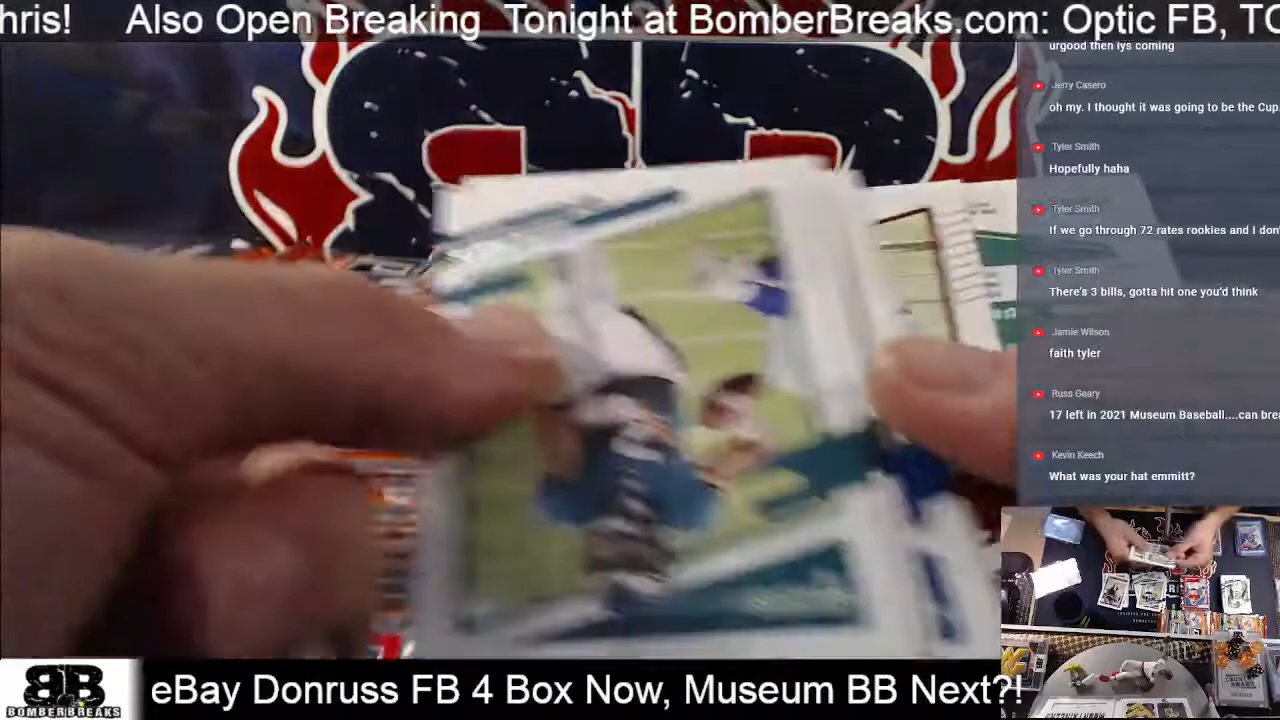 hris! Also Open Breaking Tonight at BomberBreaks.com: Optic FB, TO
urgood then lys coming
Jerry Casero
oh my. I thought it was going to be the Cup
Tyler Smith
Hopefully haha
Tyler Smith
If we go through 72 rates rookies and I don'
Tyler Smith
There's 3 bills, gotta hit one you'd think
Jamie Wilson
faith tyler
Russ Geary
17 left in 2021 Museum Baseball....can bre
Kevin Keech
What was your hat emmitt?
BB
BOMBERBREAKS
eBay Donruss FB 4 Box Now, Museum BB Next?!